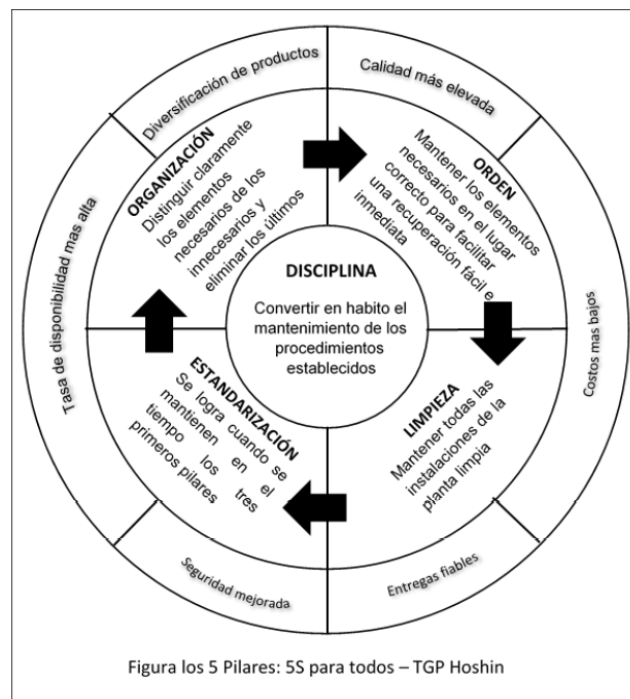 Diversificación de productos
Calidad más elevada
Tasa de disponibilidad mas alta
Costos mas bajos
Seguridad mejorada
Entregas fiables
ORGANIZACIÓN
Distinguir claramente
los elementos
necesarios de los
innecesarios y
eliminar los últimos
ORDEN
Mantener los elementos
necesarios en el lugar
correcto para facilitar
una recuperación fácil e
inmediata
DISCIPLINA
Convertir en habito el
mantenimiento de los
procedimientos
establecidos
ESTANDARIZACIÓN
Se logra cuando se
mantienen en el
tiempo los tres
primeros pilares
LIMPIEZA
Mantener todas las
instalaciones de la
planta limpia
Figura los 5 Pilares: 5S para todos – TGP Hoshin